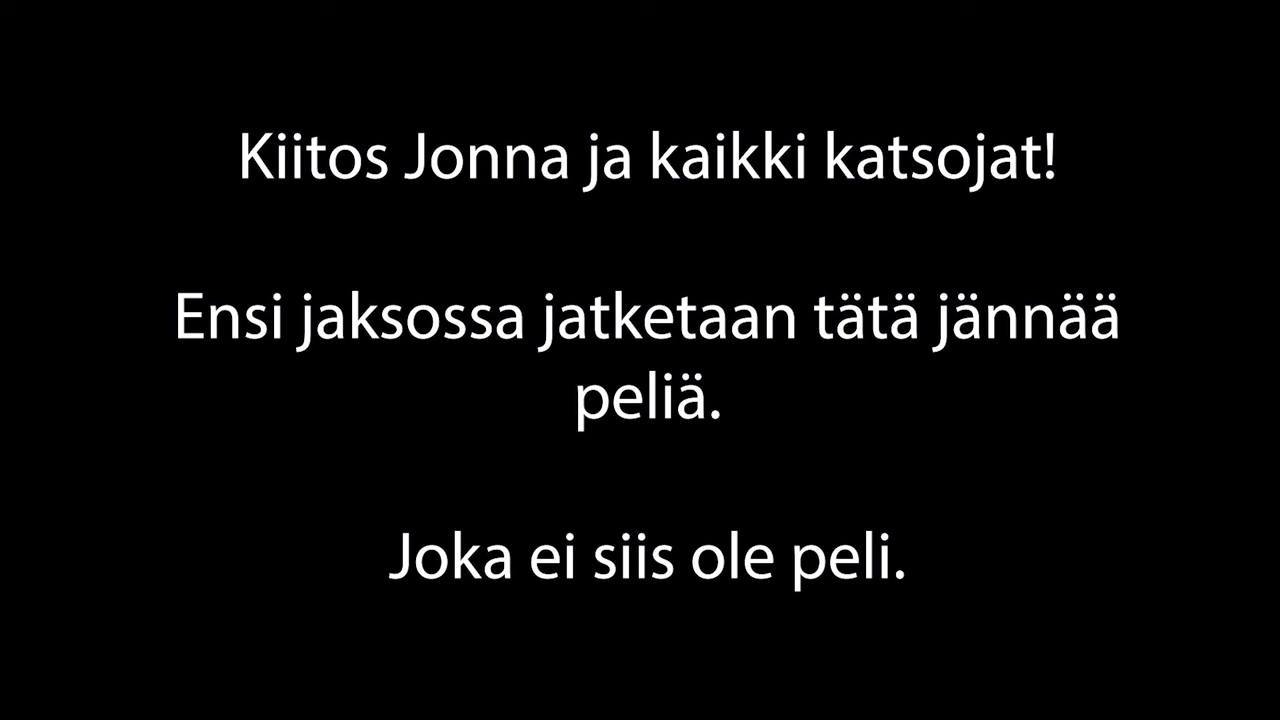 Kiitos Jonna ja kaikki katsojat!
Ensi jaksossa jatketaan tätä jännää
peliä.
Joka ei siis ole peli.